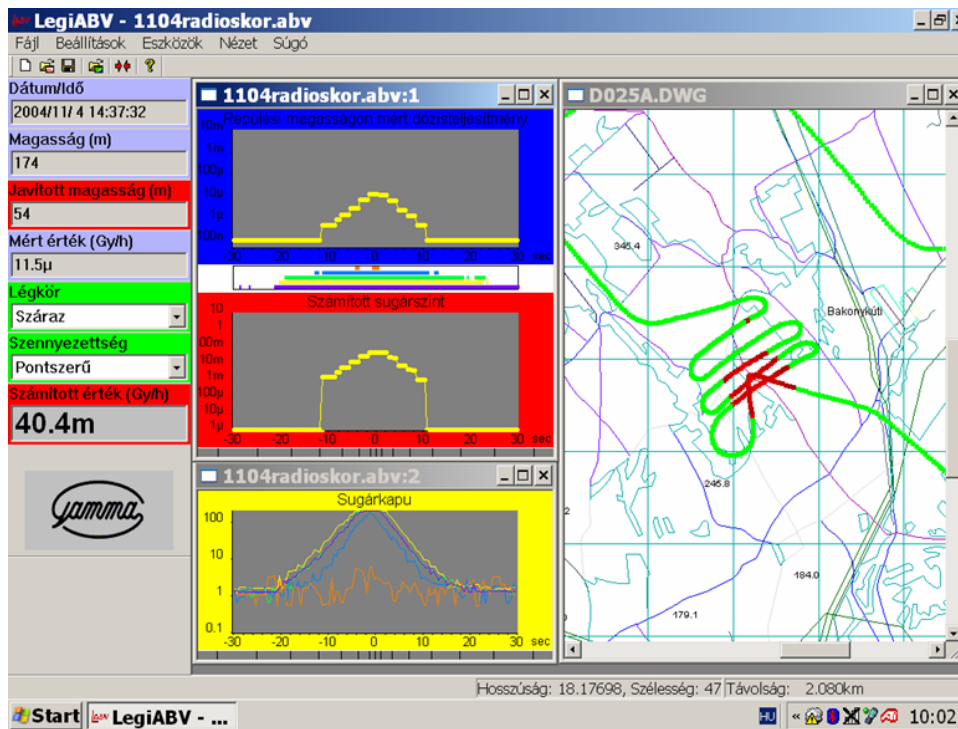 LegiABV - 1104radioskor.abv
Fájl Beállítások Eszközök Nézet Súgó
Dátum/Idő
2004/11/ 4 14:37:32
Magasság (m)
174
Javított magasság (m)
54
Mért érték (Gy/h)
11.5µ
Légkör
Száraz
Szennyezettség
Pontszerű
Számított érték (Gy/h)
40.4m
gamma
1104radioskor.abv:1
Repülési magasságon mért dózisteljesítmény
10m
1m
100µ
10µ
1µ
100n
-20 -10 0 10 20 sec
Számított sugárszint
10
1
00m
10m
1m
100µ
10µ
1µ
-30 -20 -10 0 10 20 30 sec
1104radioskor.abv:2
Sugárkapu
100
10
1
0.1
-30 -20 -10 0 10 20 30 sec
D025A.DWG
345.4
Bakonykúti
245.8
2
184.0
179.1
Hosszúság: 18.17698, Szélesség: 47 Távolság: 2.080km
Start LegiABV - ... HU « 10:02